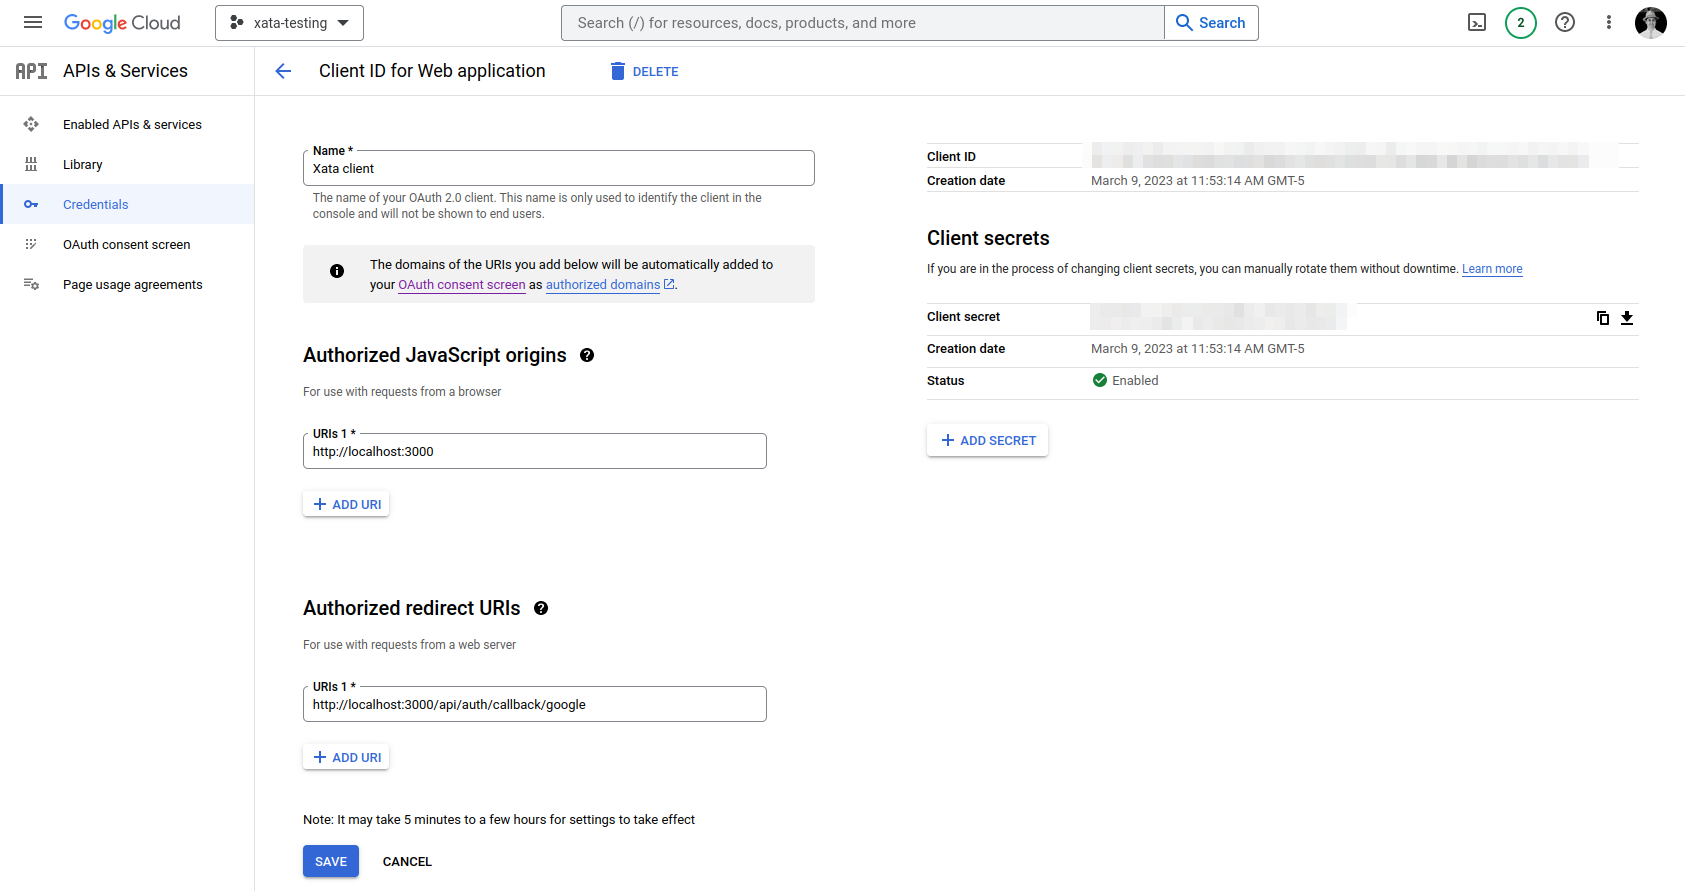 Google Cloud
xata-testing
Search (/) for resources, docs, products, and more
Search
2
API
APIs & Services
Client ID for Web application
DELETE
Enabled APIs & services
Library
Credentials
OAuth consent screen
Page usage agreements
Name *
Xata client
The name of your OAuth 2.0 client. This name is only used to identify the client in the
console and will not be shown to end users.
The domains of the URIs you add below will be automatically added to
your OAuth consent screen as authorized domains.
Authorized JavaScript origins
For use with requests from a browser
URIs 1 *
http://localhost:3000
ADD URI
Authorized redirect URIs
For use with requests from a web server
URIs 1 *
http://localhost:3000/api/auth/callback/google
ADD URI
Note: It may take 5 minutes to a few hours for settings to take effect
SAVE
CANCEL
Client ID
Creation date
March 9, 2023 at 11:53:14 AM GMT-5
Client secrets
If you are in the process of changing client secrets, you can manually rotate them without downtime. Learn more
Client secret
Creation date
March 9, 2023 at 11:53:14 AM GMT-5
Status
Enabled
ADD SECRET